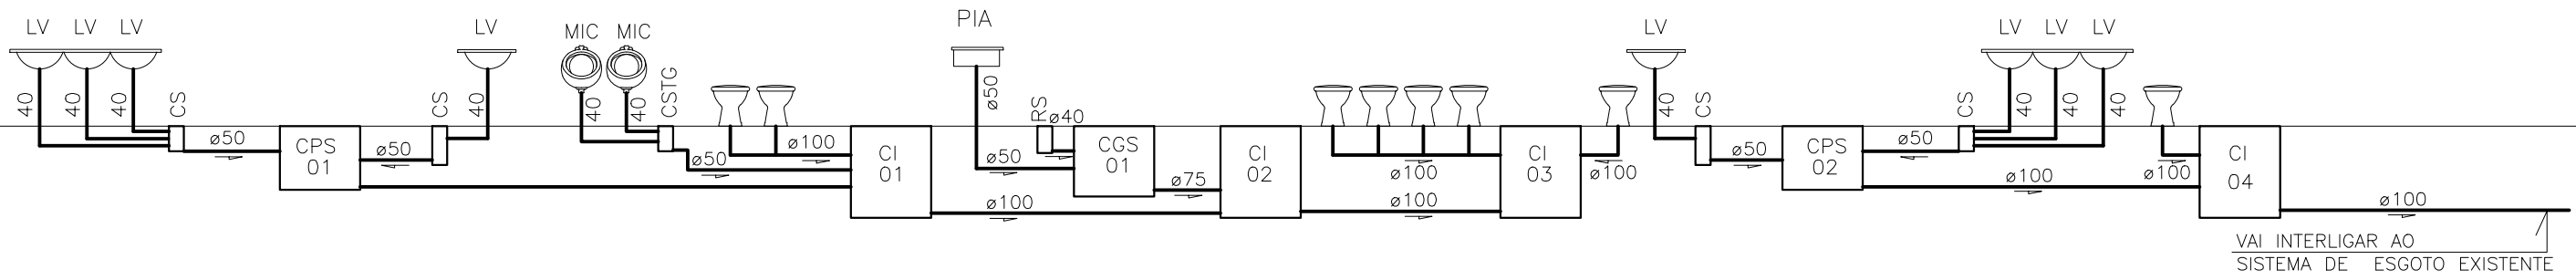 LV LV LV
LV
MIC MIC
PIA
LV
LV LV LV
40
40
40
CS
ø50
CPS
01
ø50
CS
40
40
40
CSTG
ø50
ø100
CI
01
ø100
ø50
ø50
RS
ø40
CGS
01
ø75
CI
02
ø100
ø100
CI
03
ø100
40
CS
ø50
CPS
02
ø50
CS
40
40
40
ø100
ø100
CI
04
ø100
VAI INTERLIGAR AO
SISTEMA DE ESGOTO EXISTENTE